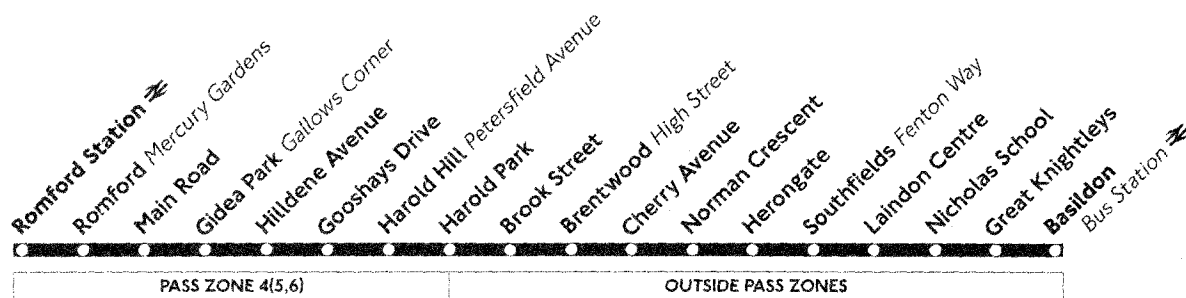 Romford Station
Romford Mercury Gardens
Main Road
Gidea Park Gallows Corner
Hilldene Avenue
Gooshays Drive
Harold Hill Petersfield Avenue
Harold Park
Brook Street
Brentwood High Street
Cherry Avenue
Norman Crescent
Herongate
Southfields Fenton Way
Laindon Centre
Nicholas School
Great Knightleys
Basildon
Bus Station
PASS ZONE 4(5,6)
OUTSIDE PASS ZONES